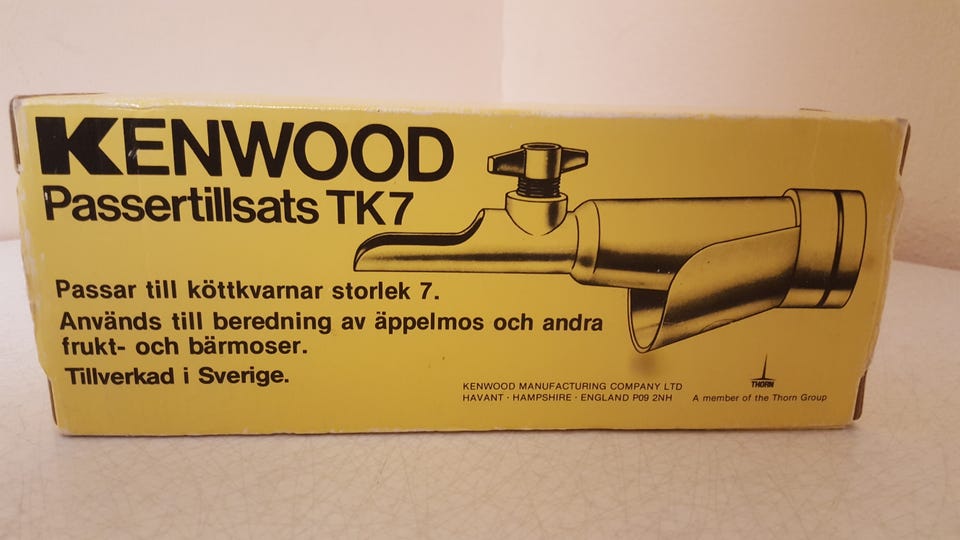 KENWOOD
Passertillsats TK7
Passar till köttkvarnar storlek 7.
Används till beredning av äppelmos och andra
frukt- och bärmoser.
Tillverkad i Sverige.
KENWOOD MANUFACTURING COMPANY LTD
HAVANT · HAMPSHIRE · ENGLAND P09 2NH
THORN
A member of the Thorn Group